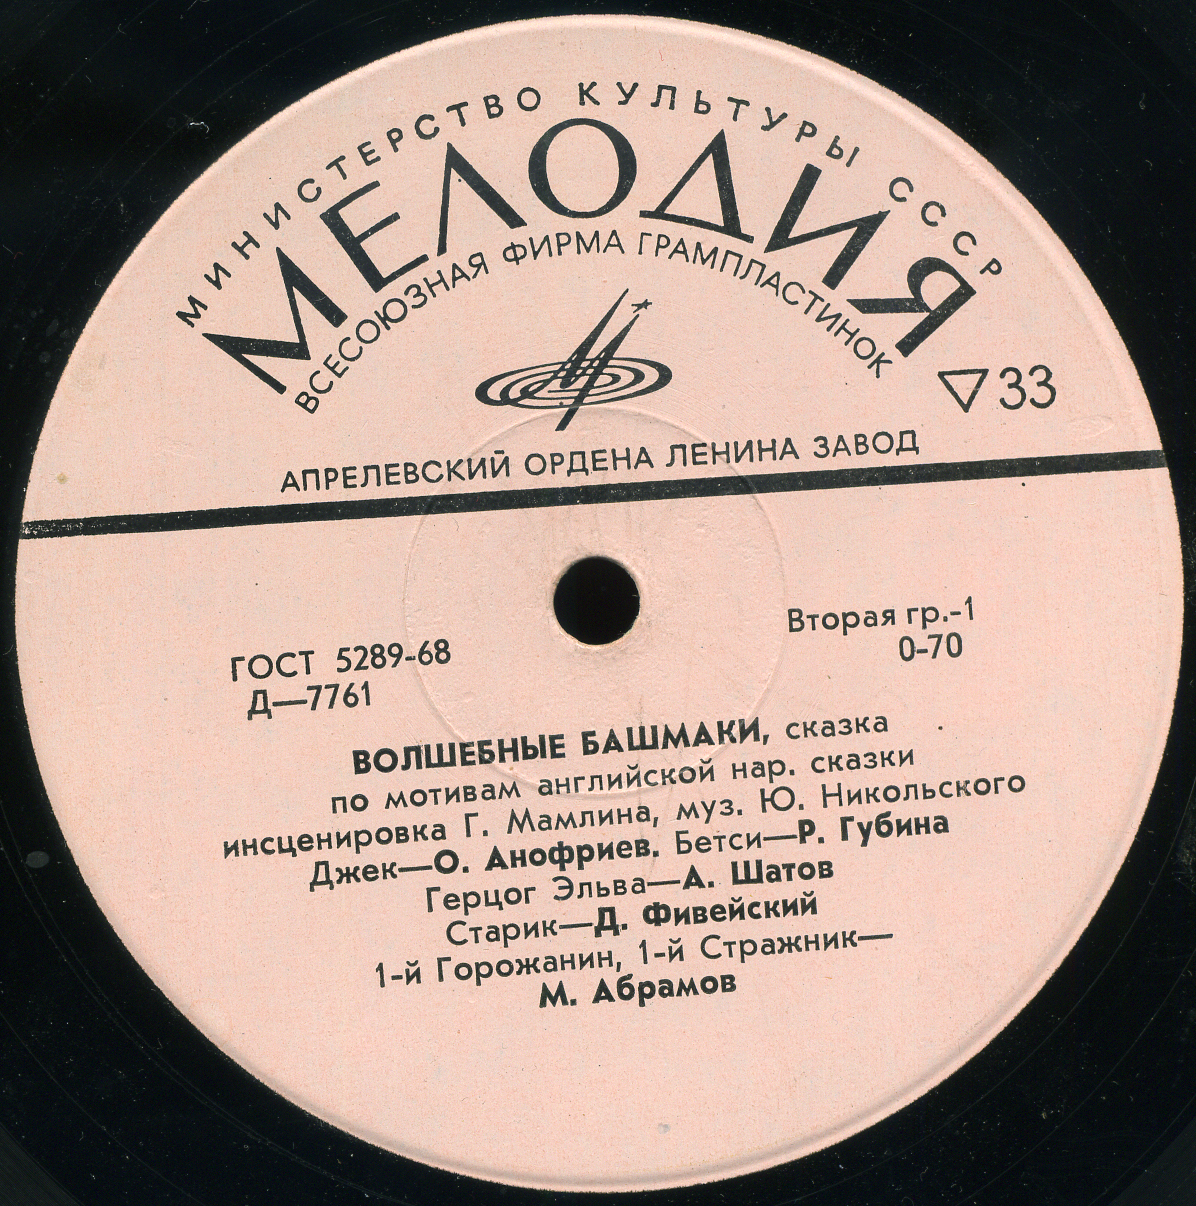 МИНИСТЕРСТВО КУЛЬТУРЫ СССР
МЕЛОДИЯ
ВСЕСОЮЗНАЯ ФИРМА ГРАМПЛАСТИНОК
33
АПРЕЛЕВСКИЙ ОРДЕНА ЛЕНИНА ЗАВОД
Вторая гр.-1
0-70
ГОСТ 5289-68
Д—7761
ВОЛШЕБНЫЕ БАШМАКИ, сказка
по мотивам английской нар. сказки
инсценировка Г. Мамлина, муз. Ю. Никольского
Джек—О. Анофриев. Бетси—Р. Губина
Герцог Эльва—А. Шатов
Старик—Д. Фивейский
1-й Горожанин, 1-й Стражник—
М. Абрамов